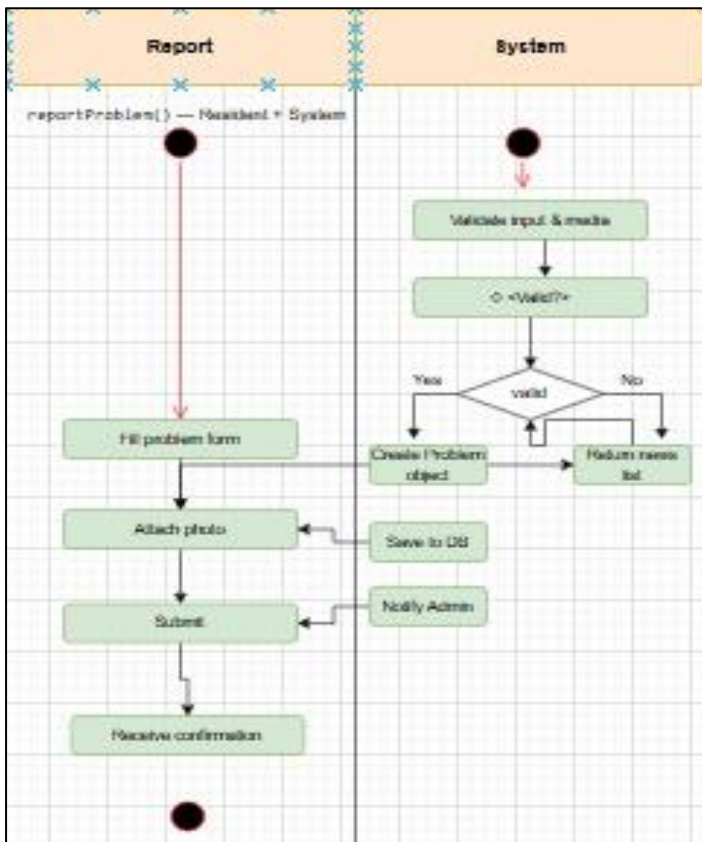 Report
System
reportProblem() — Resident + System
Validate input & media
◇ <Valid?>
Yes
valid
No
Fill problem form
Create Problem
object
Return
list
Attach photo
Save to DB
Submit
Notify Admin
Receive confirmation